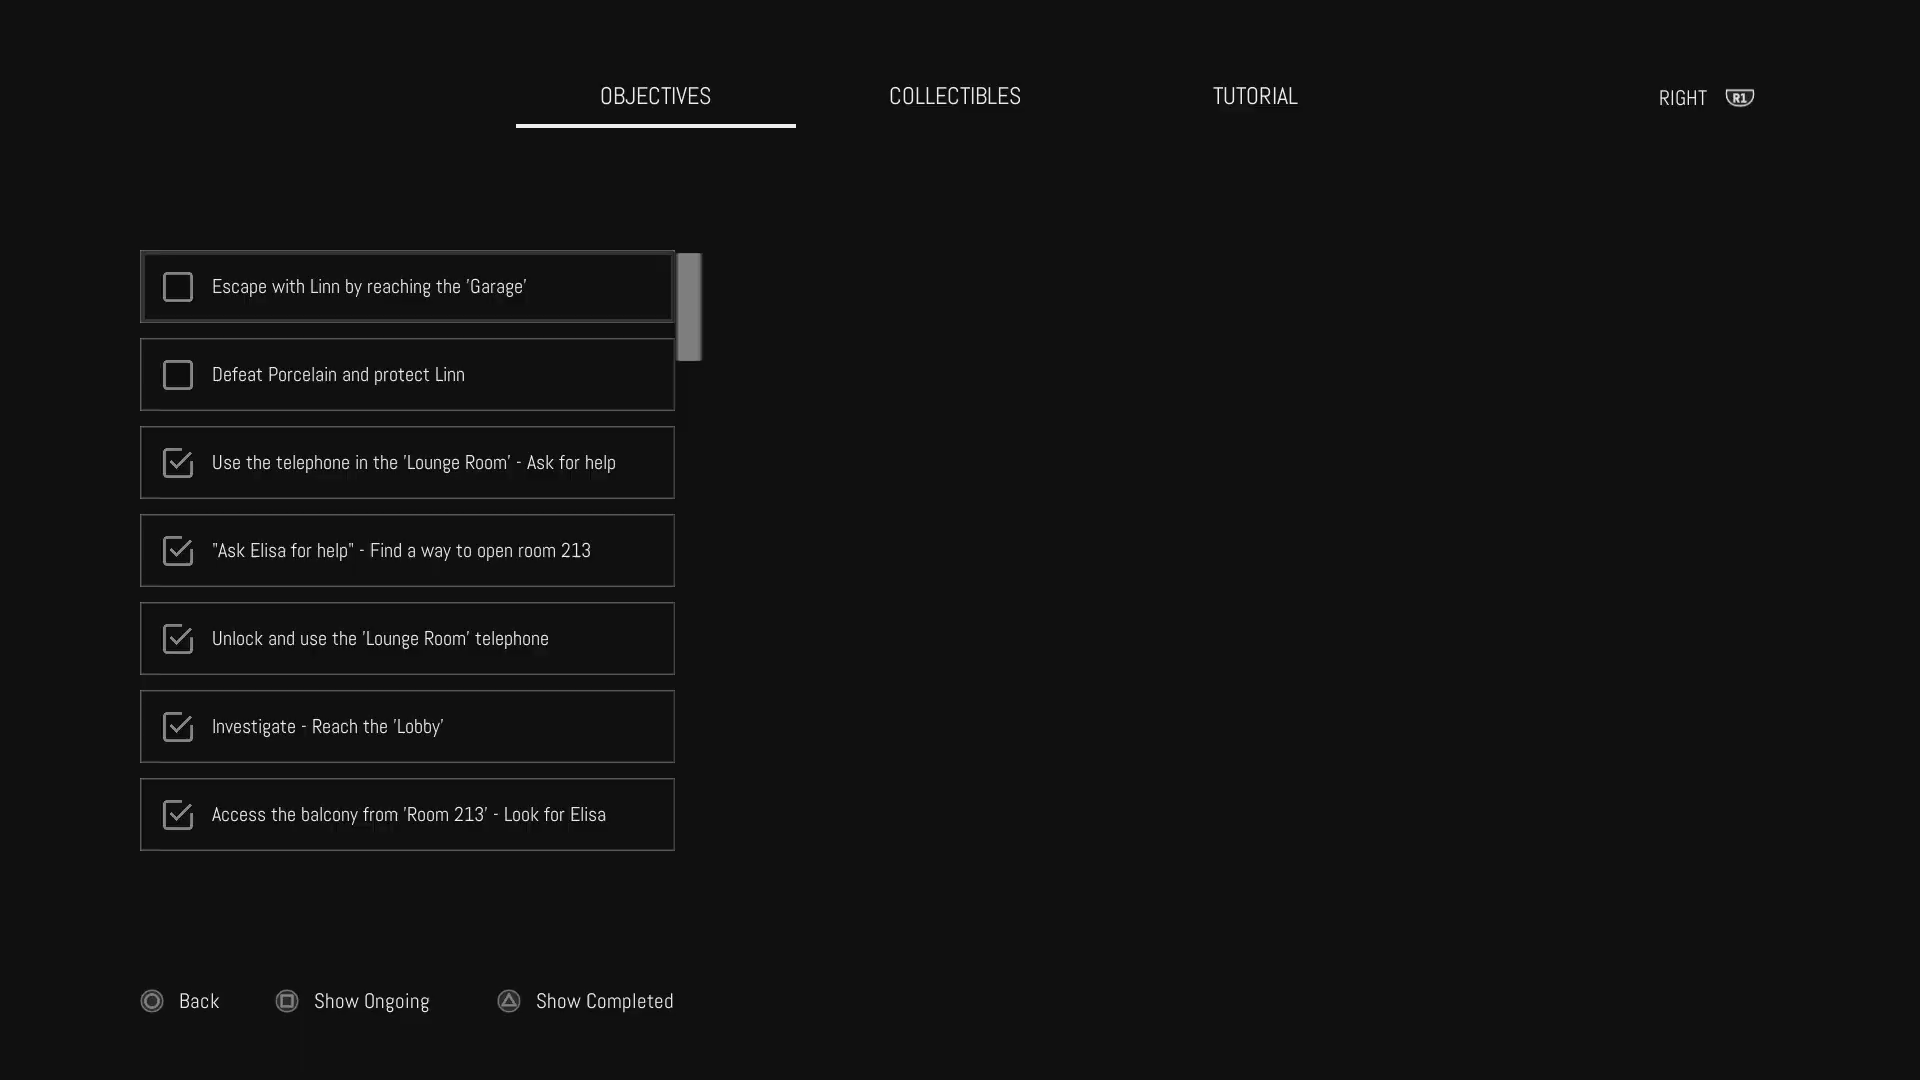 OBJECTIVES
COLLECTIBLES
TUTORIAL
RIGHT R1
Escape with Linn by reaching the 'Garage'
Defeat Porcelain and protect Linn
Use the telephone in the 'Lounge Room' - Ask for help
"Ask Elisa for help" - Find a way to open room 213
Unlock and use the 'Lounge Room' telephone
Investigate - Reach the 'Lobby'
Access the balcony from 'Room 213' - Look for Elisa
Back
Show Ongoing
Show Completed